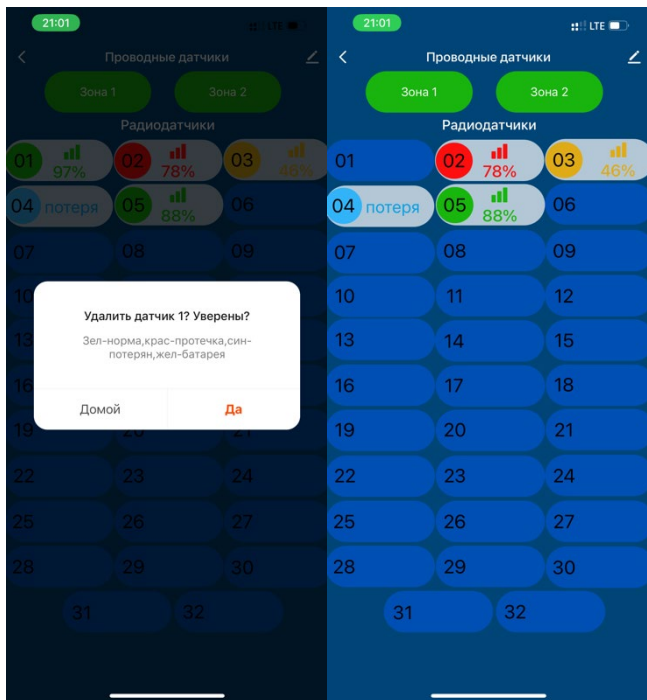 21:01
LTE
Проводные датчики
Зона 1 Зона 2
Радиодатчики
01 97% 02 78% 03 46%
04 потеря 05 88% 06
07 08 09
10
Удалить датчик 1? Уверены?
Зел-норма,крас-протечка,син-
потерян,жел-батарея
Домой Да
13
16
19 20 21
22 23 24
25 26 27
28 29 30
31 32
21:01
LTE
Проводные датчики
Зона 1 Зона 2
Радиодатчики
01 02 78% 03 46%
04 потеря 05 88% 06
07 08 09
10 11 12
13 14 15
16 17 18
19 20 21
22 23 24
25 26 27
28 29 30
31 32